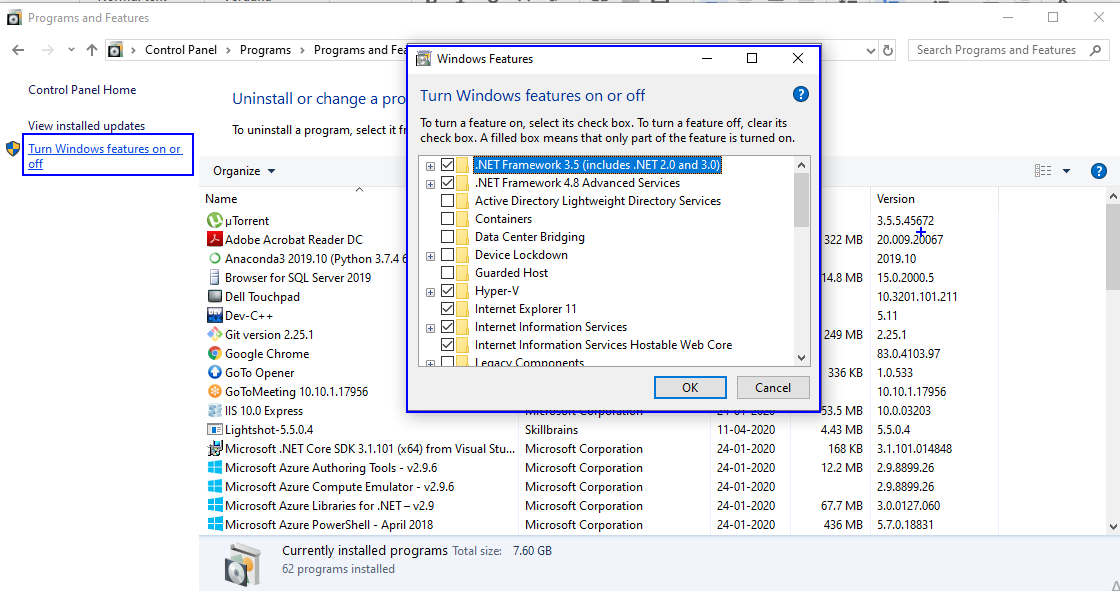 Programs and Features
Control Panel > Programs > Programs and Fea
Search Programs and Features
Control Panel Home
View installed updates
Turn Windows features on or
off
Uninstall or change a pro
To uninstall a program, select it fr
Organize
Name
Version
µTorrent 3.5.5.45672
Adobe Acrobat Reader DC 322 MB 20.009.20067
Anaconda3 2019.10 (Python 3.7.4 6 2019.10
Browser for SQL Server 2019 14.8 MB 15.0.2000.5
Dell Touchpad 10.3201.101.211
Dev-C++ 5.11
Git version 2.25.1 249 MB 2.25.1
Google Chrome 83.0.4103.97
GoTo Opener 336 KB 1.0.533
GoToMeeting 10.10.1.17956 10.10.1.17956
IIS 10.0 Express Microsoft Corporation 24-01-2020 53.5 MB 10.0.03203
Lightshot-5.5.0.4 Skillbrains 11-04-2020 4.43 MB 5.5.0.4
Microsoft .NET Core SDK 3.1.101 (x64) from Visual Stu... Microsoft Corporation 24-01-2020 168 KB 3.1.101.014848
Microsoft Azure Authoring Tools - v2.9.6 Microsoft Corporation 24-01-2020 12.2 MB 2.9.8899.26
Microsoft Azure Compute Emulator - v2.9.6 Microsoft Corporation 24-01-2020 2.9.8899.26
Microsoft Azure Libraries for .NET – v2.9 Microsoft Corporation 24-01-2020 67.7 MB 3.0.0127.060
Microsoft Azure PowerShell - April 2018 Microsoft Corporation 24-01-2020 436 MB 5.7.0.18831
Currently installed programs Total size: 7.60 GB
62 programs installed
Windows Features
Turn Windows features on or off
To turn a feature on, select its check box. To turn a feature off, clear its
check box. A filled box means that only part of the feature is turned on.
.NET Framework 3.5 (includes .NET 2.0 and 3.0)
.NET Framework 4.8 Advanced Services
Active Directory Lightweight Directory Services
Containers
Data Center Bridging
Device Lockdown
Guarded Host
Hyper-V
Internet Explorer 11
Internet Information Services
Internet Information Services Hostable Web Core
Legacy Components
OK
Cancel